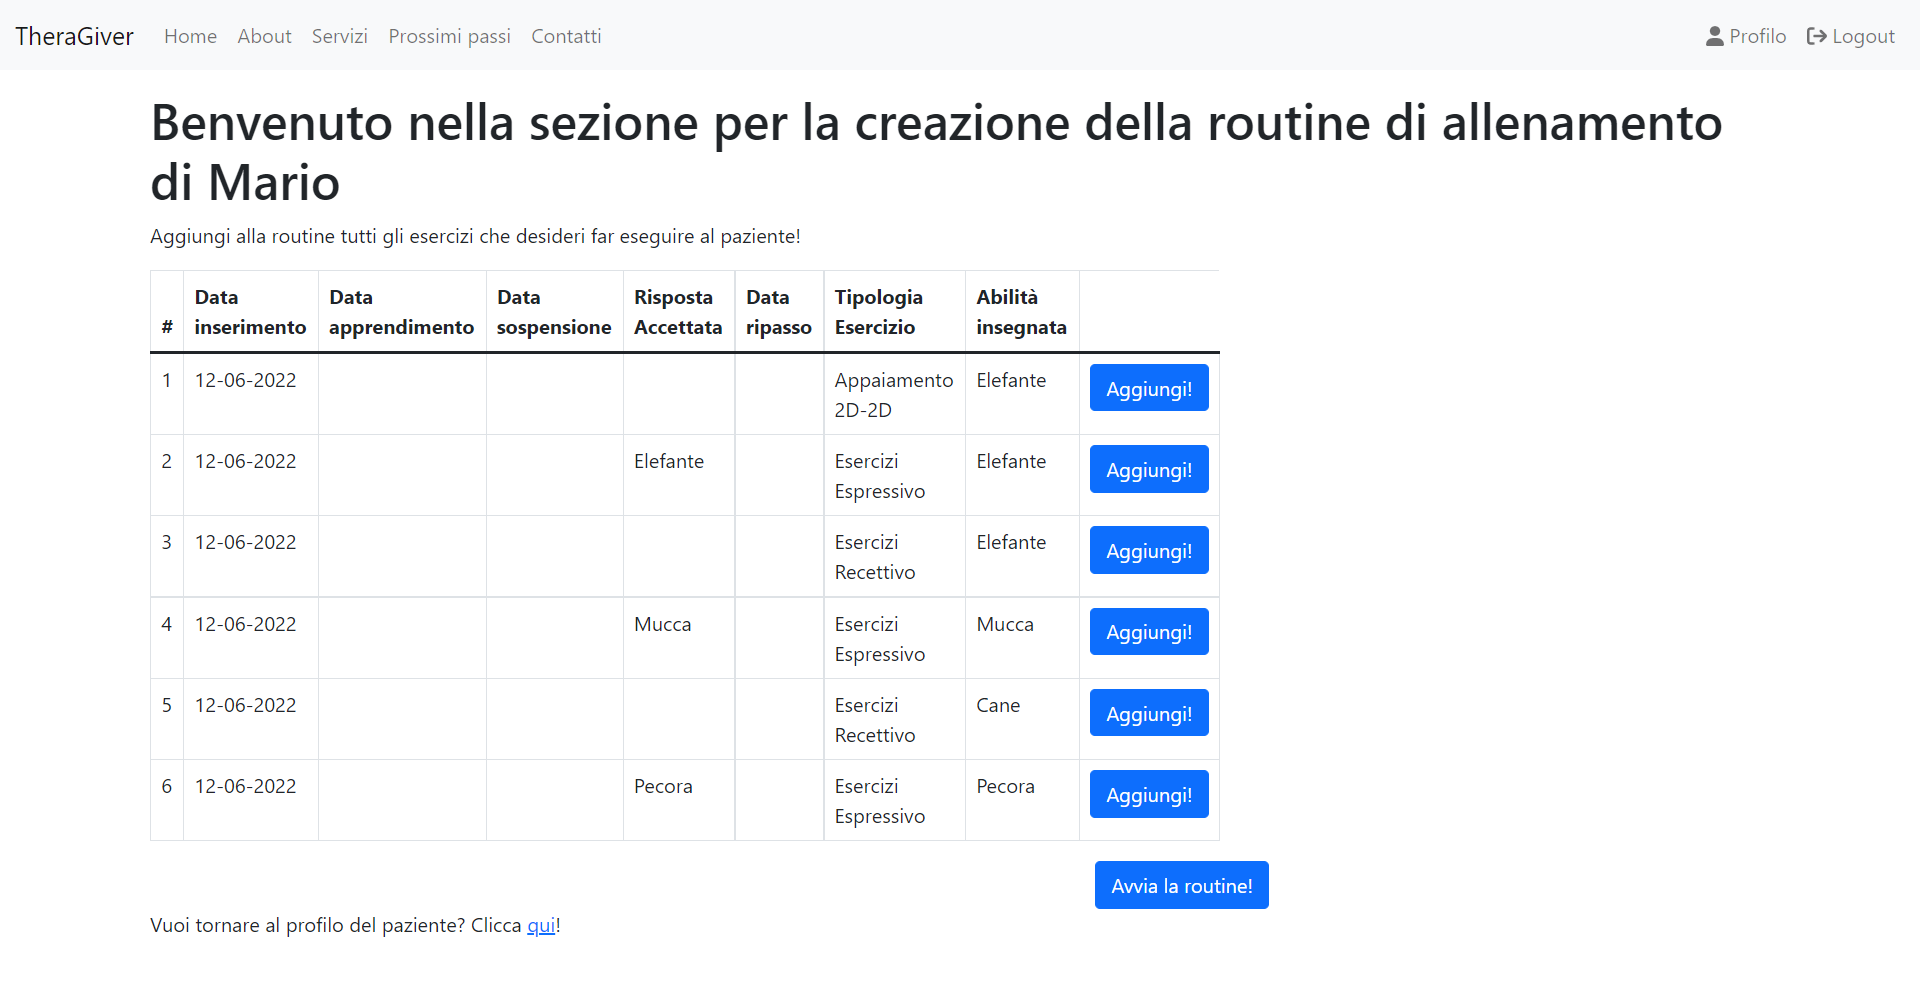 TheraGiver Home About Servizi Prossimi passi Contatti Profilo Logout
Benvenuto nella sezione per la creazione della routine di allenamento
di Mario
Aggiungi alla routine tutti gli esercizi che desideri far eseguire al paziente!
# Data inserimento Data apprendimento Data sospensione Risposta Accettata Data ripasso Tipologia Esercizio Abilità insegnata
1 12-06-2022 Appaiamento 2D-2D Elefante Aggiungi!
2 12-06-2022 Elefante Esercizi Espressivo Elefante Aggiungi!
3 12-06-2022 Esercizi Recettivo Elefante Aggiungi!
4 12-06-2022 Mucca Esercizi Espressivo Mucca Aggiungi!
5 12-06-2022 Esercizi Recettivo Cane Aggiungi!
6 12-06-2022 Pecora Esercizi Espressivo Pecora Aggiungi!
Avvia la routine!
Vuoi tornare al profilo del paziente? Clicca qui!